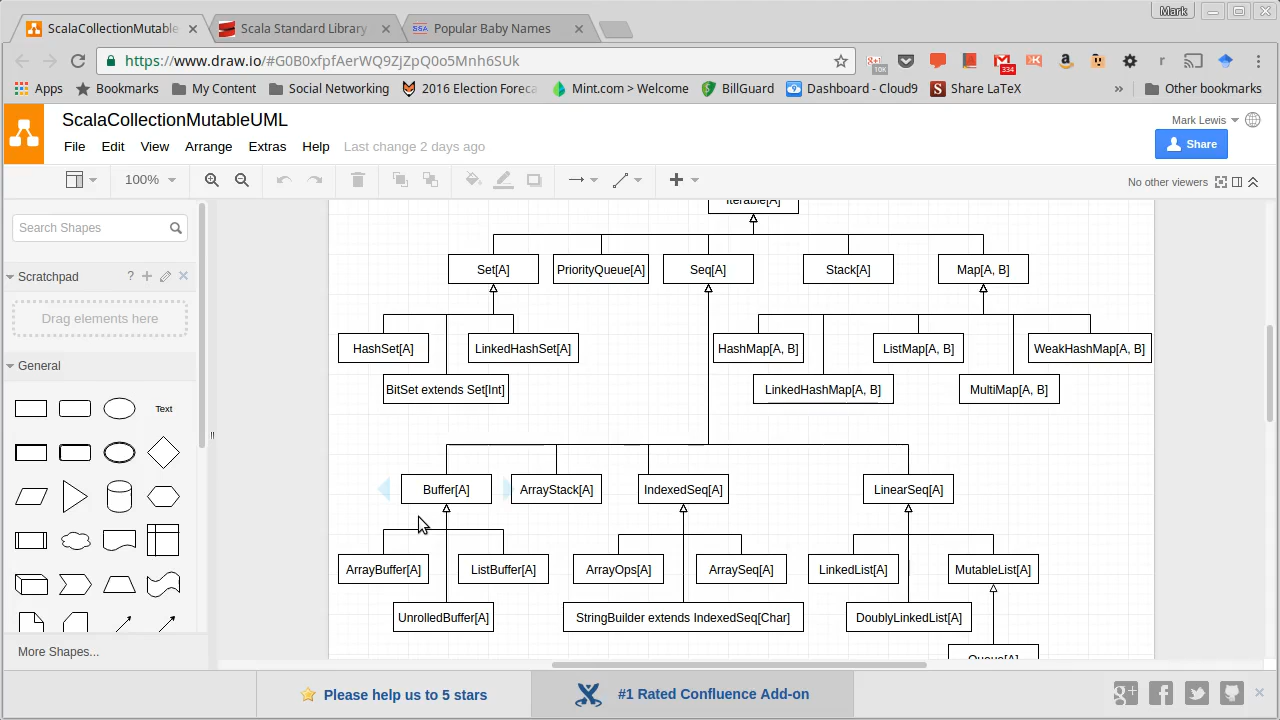 Mark
ScalaCollectionMutable
Scala Standard Library
Popular Baby Names
https://www.draw.io/#G0B0xfpfAerWQ9ZjZpQ0o5Mnh6SUk
10K
334
Apps
Bookmarks
My Content
Social Networking
2016 Election Foreca
Mint.com > Welcome
BillGuard
Dashboard - Cloud9
Share LaTeX
»
Other bookmarks
ScalaCollectionMutableUML
Mark Lewis
File Edit View Arrange Extras Help Last change 2 days ago
Share
100%
No other viewers
Search Shapes
Scratchpad
Drag elements here
General
Text
More Shapes...
Iterable[A]
Set[A] PriorityQueue[A] Seq[A] Stack[A] Map[A, B]
HashSet[A] LinkedHashSet[A] HashMap[A, B] ListMap[A, B] WeakHashMap[A, B]
BitSet extends Set[Int] LinkedHashMap[A, B] MultiMap[A, B]
Buffer[A] ArrayStack[A] IndexedSeq[A] LinearSeq[A]
ArrayBuffer[A] ListBuffer[A] ArrayOps[A] ArraySeq[A] LinkedList[A] MutableList[A]
UnrolledBuffer[A] StringBuilder extends IndexedSeq[Char] DoublyLinkedList[A]
Queue[A]
Please help us to 5 stars
#1 Rated Confluence Add-on